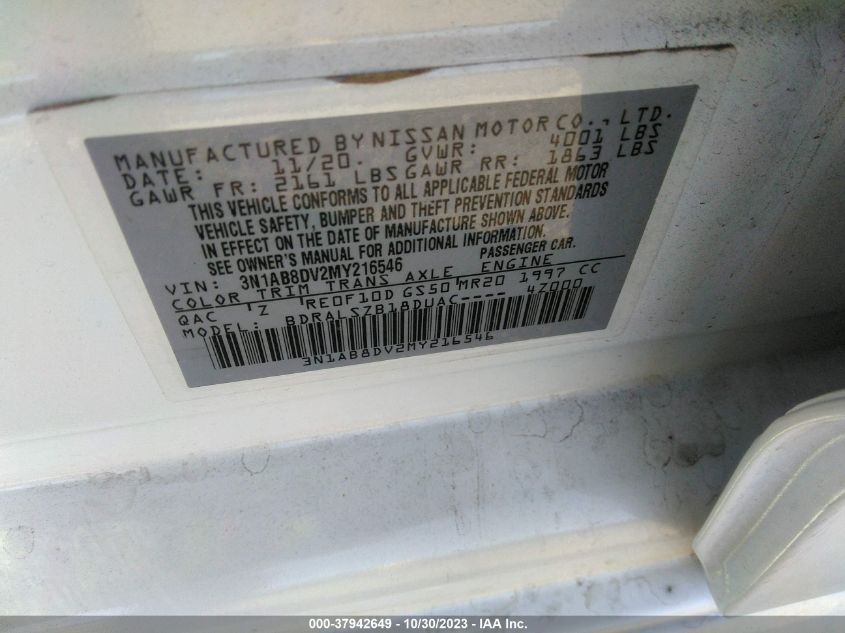 MANUFACTURED BY NISSAN MOTOR CO., LTD.
DATE: 11/20. GVWR: 4001 LBS
GAWR FR: 2161 LBS GAWR RR: 1863 LBS
THIS VEHICLE CONFORMS TO ALL APPLICABLE FEDERAL MOTOR
VEHICLE SAFETY, BUMPER AND THEFT PREVENTION STANDARDS
IN EFFECT ON THE DATE OF MANUFACTURE SHOWN ABOVE.
SEE OWNER'S MANUAL FOR ADDITIONAL INFORMATION.
VIN: 3N1AB8DV2MY216546 PASSENGER CAR.
COLOR TRIM TRANS AXLE ENGINE
QAC 'Z RE0F10D GS50 MR20 1997 CC
MODEL: BDRALSZB18DUAC---- 4Z000
3N1AB8DV2MY216546
000-37942649 - 10/30/2023 - IAA Inc.